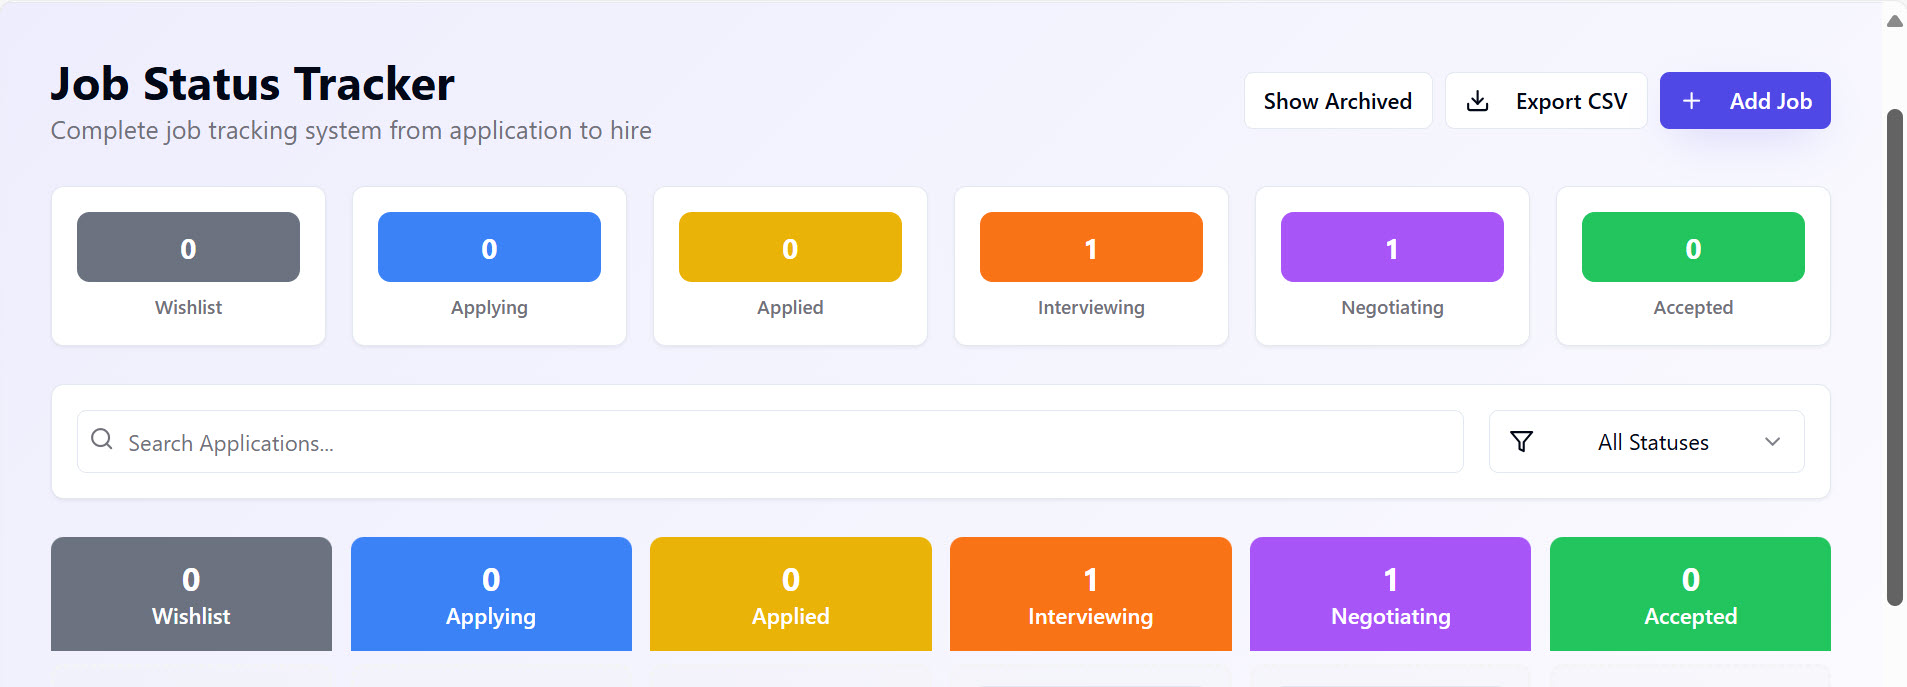 Job Status Tracker
Complete job tracking system from application to hire
Show Archived
Export CSV
Add Job
0
Wishlist
0
Applying
0
Applied
1
Interviewing
1
Negotiating
0
Accepted
Search Applications...
All Statuses
0
Wishlist
0
Applying
0
Applied
1
Interviewing
1
Negotiating
0
Accepted